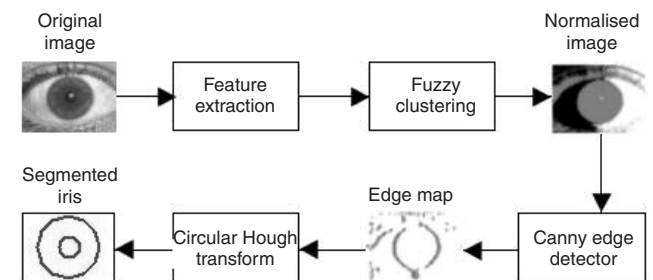 Original
image
Feature
extraction
Fuzzy
clustering
Normalised
image
Segmented
iris
Circular Hough
transform
Edge map
Canny edge
detector